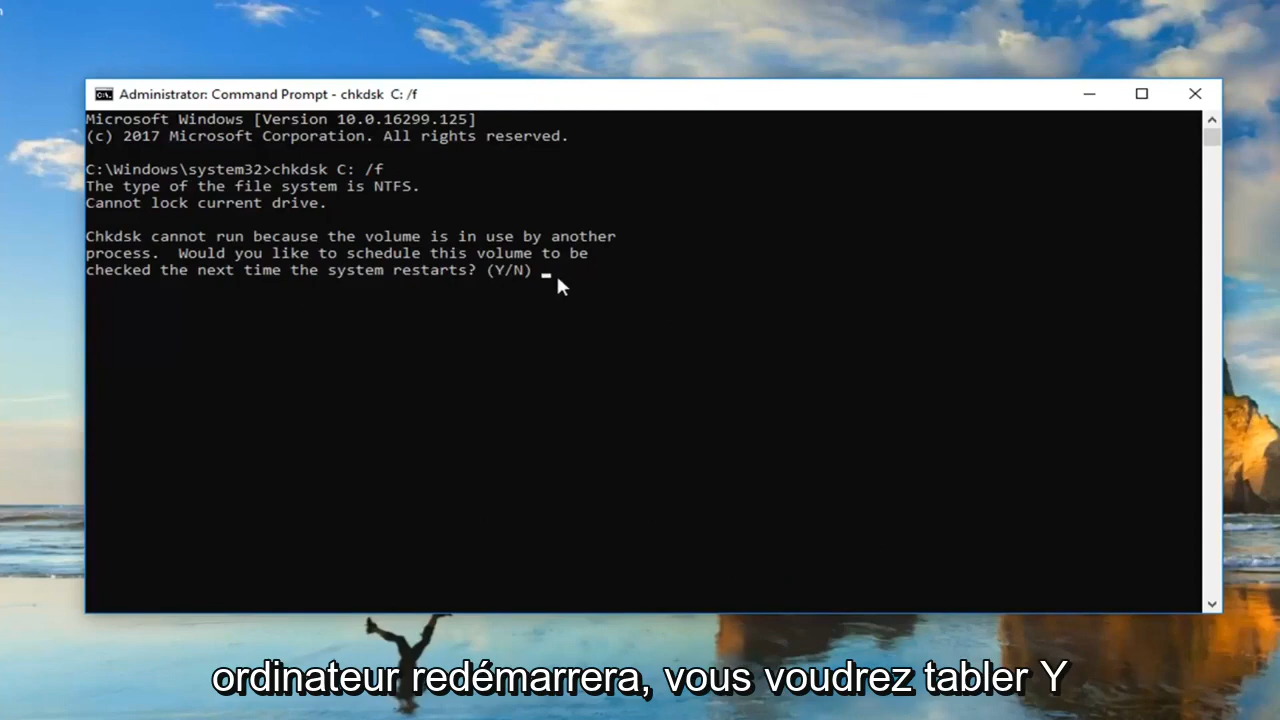 Administrator: Command Prompt - chkdsk  C: /f
Microsoft Windows [Version 10.0.16299.125]
(c) 2017 Microsoft Corporation. All rights reserved.
C:\Windows\system32>chkdsk C: /f
The type of the file system is NTFS.
Cannot lock current drive.
Chkdsk cannot run because the volume is in use by another
process.  Would you like to schedule this volume to be
checked the next time the system restarts? (Y/N)
ordinateur redémarrera, vous voudrez tabler Y